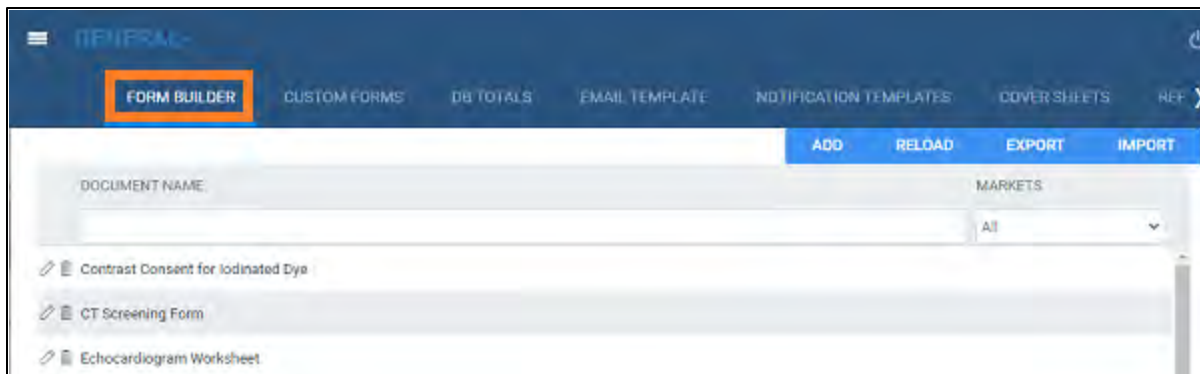 GENERAL
FORM BUILDER CUSTOM FORMS DB TOTALS EMAIL TEMPLATE NOTIFICATION TEMPLATES COVER SHEETS REF
ADD RELOAD EXPORT IMPORT
DOCUMENT NAME MARKETS
All
Contrast Consent for Iodinated Dye
CT Screening Form
Echocardiogram Worksheet